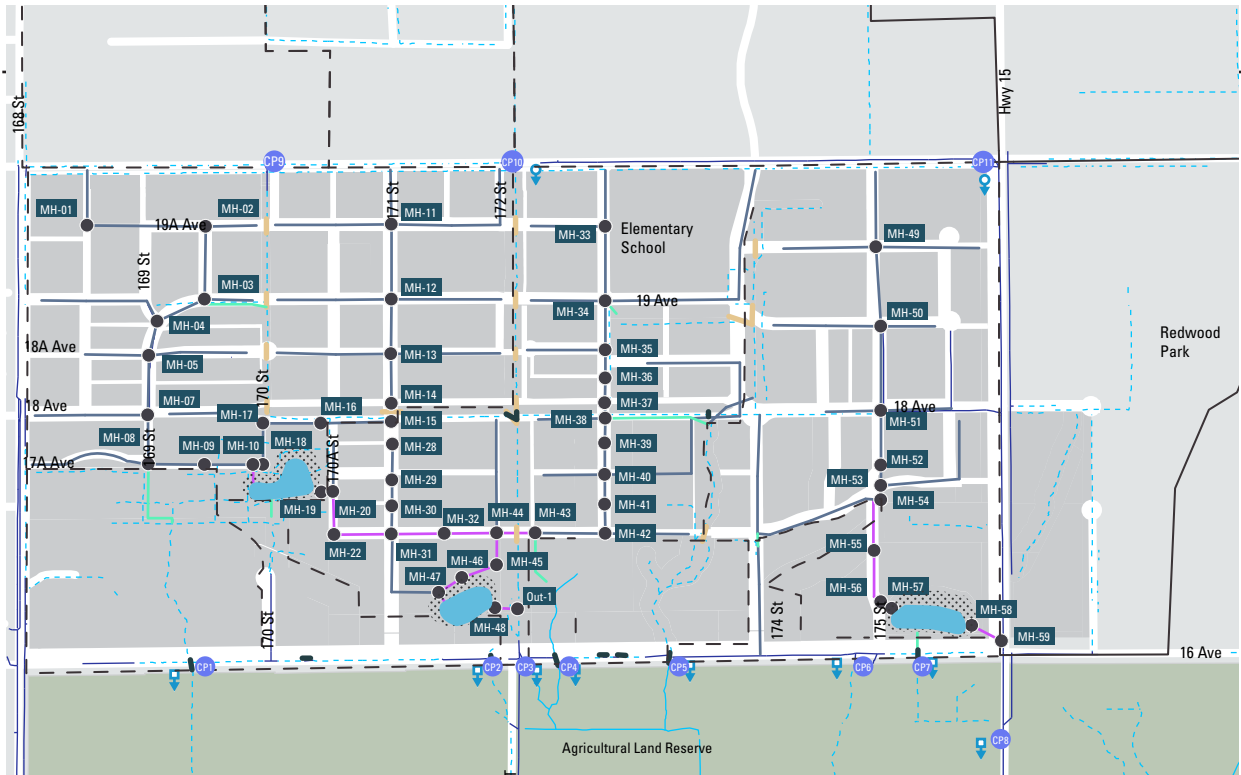 168 St
Hwy 15
CP9
CP10
CP11
MH-01
MH-02
19A Ave
171 St
MH-11
172 St
MH-33
Elementary
School
MH-49
169 St
MH-03
MH-12
MH-34
19 Ave
MH-04
MH-50
Redwood
Park
18A Ave
MH-05
MH-13
MH-35
MH-36
170 St
MH-07
MH-14
MH-37
18 Ave
MH-17
MH-16
MH-15
MH-38
18 Ave
MH-51
MH-08
169 St
MH-09
MH-10
MH-18
170A St
MH-28
MH-39
17A Ave
MH-52
MH-29
MH-40
MH-53
MH-19
MH-20
MH-30
MH-41
MH-54
MH-32
MH-44
MH-43
MH-42
MH-22
MH-31
MH-55
MH-46
MH-45
MH-47
MH-56
MH-57
Out-1
MH-48
MH-58
170 St
174 St
175 St
MH-59
16 Ave
CP1
CP2
CP3
CP4
CP5
CP6
CP7
Agricultural Land Reserve
CP8